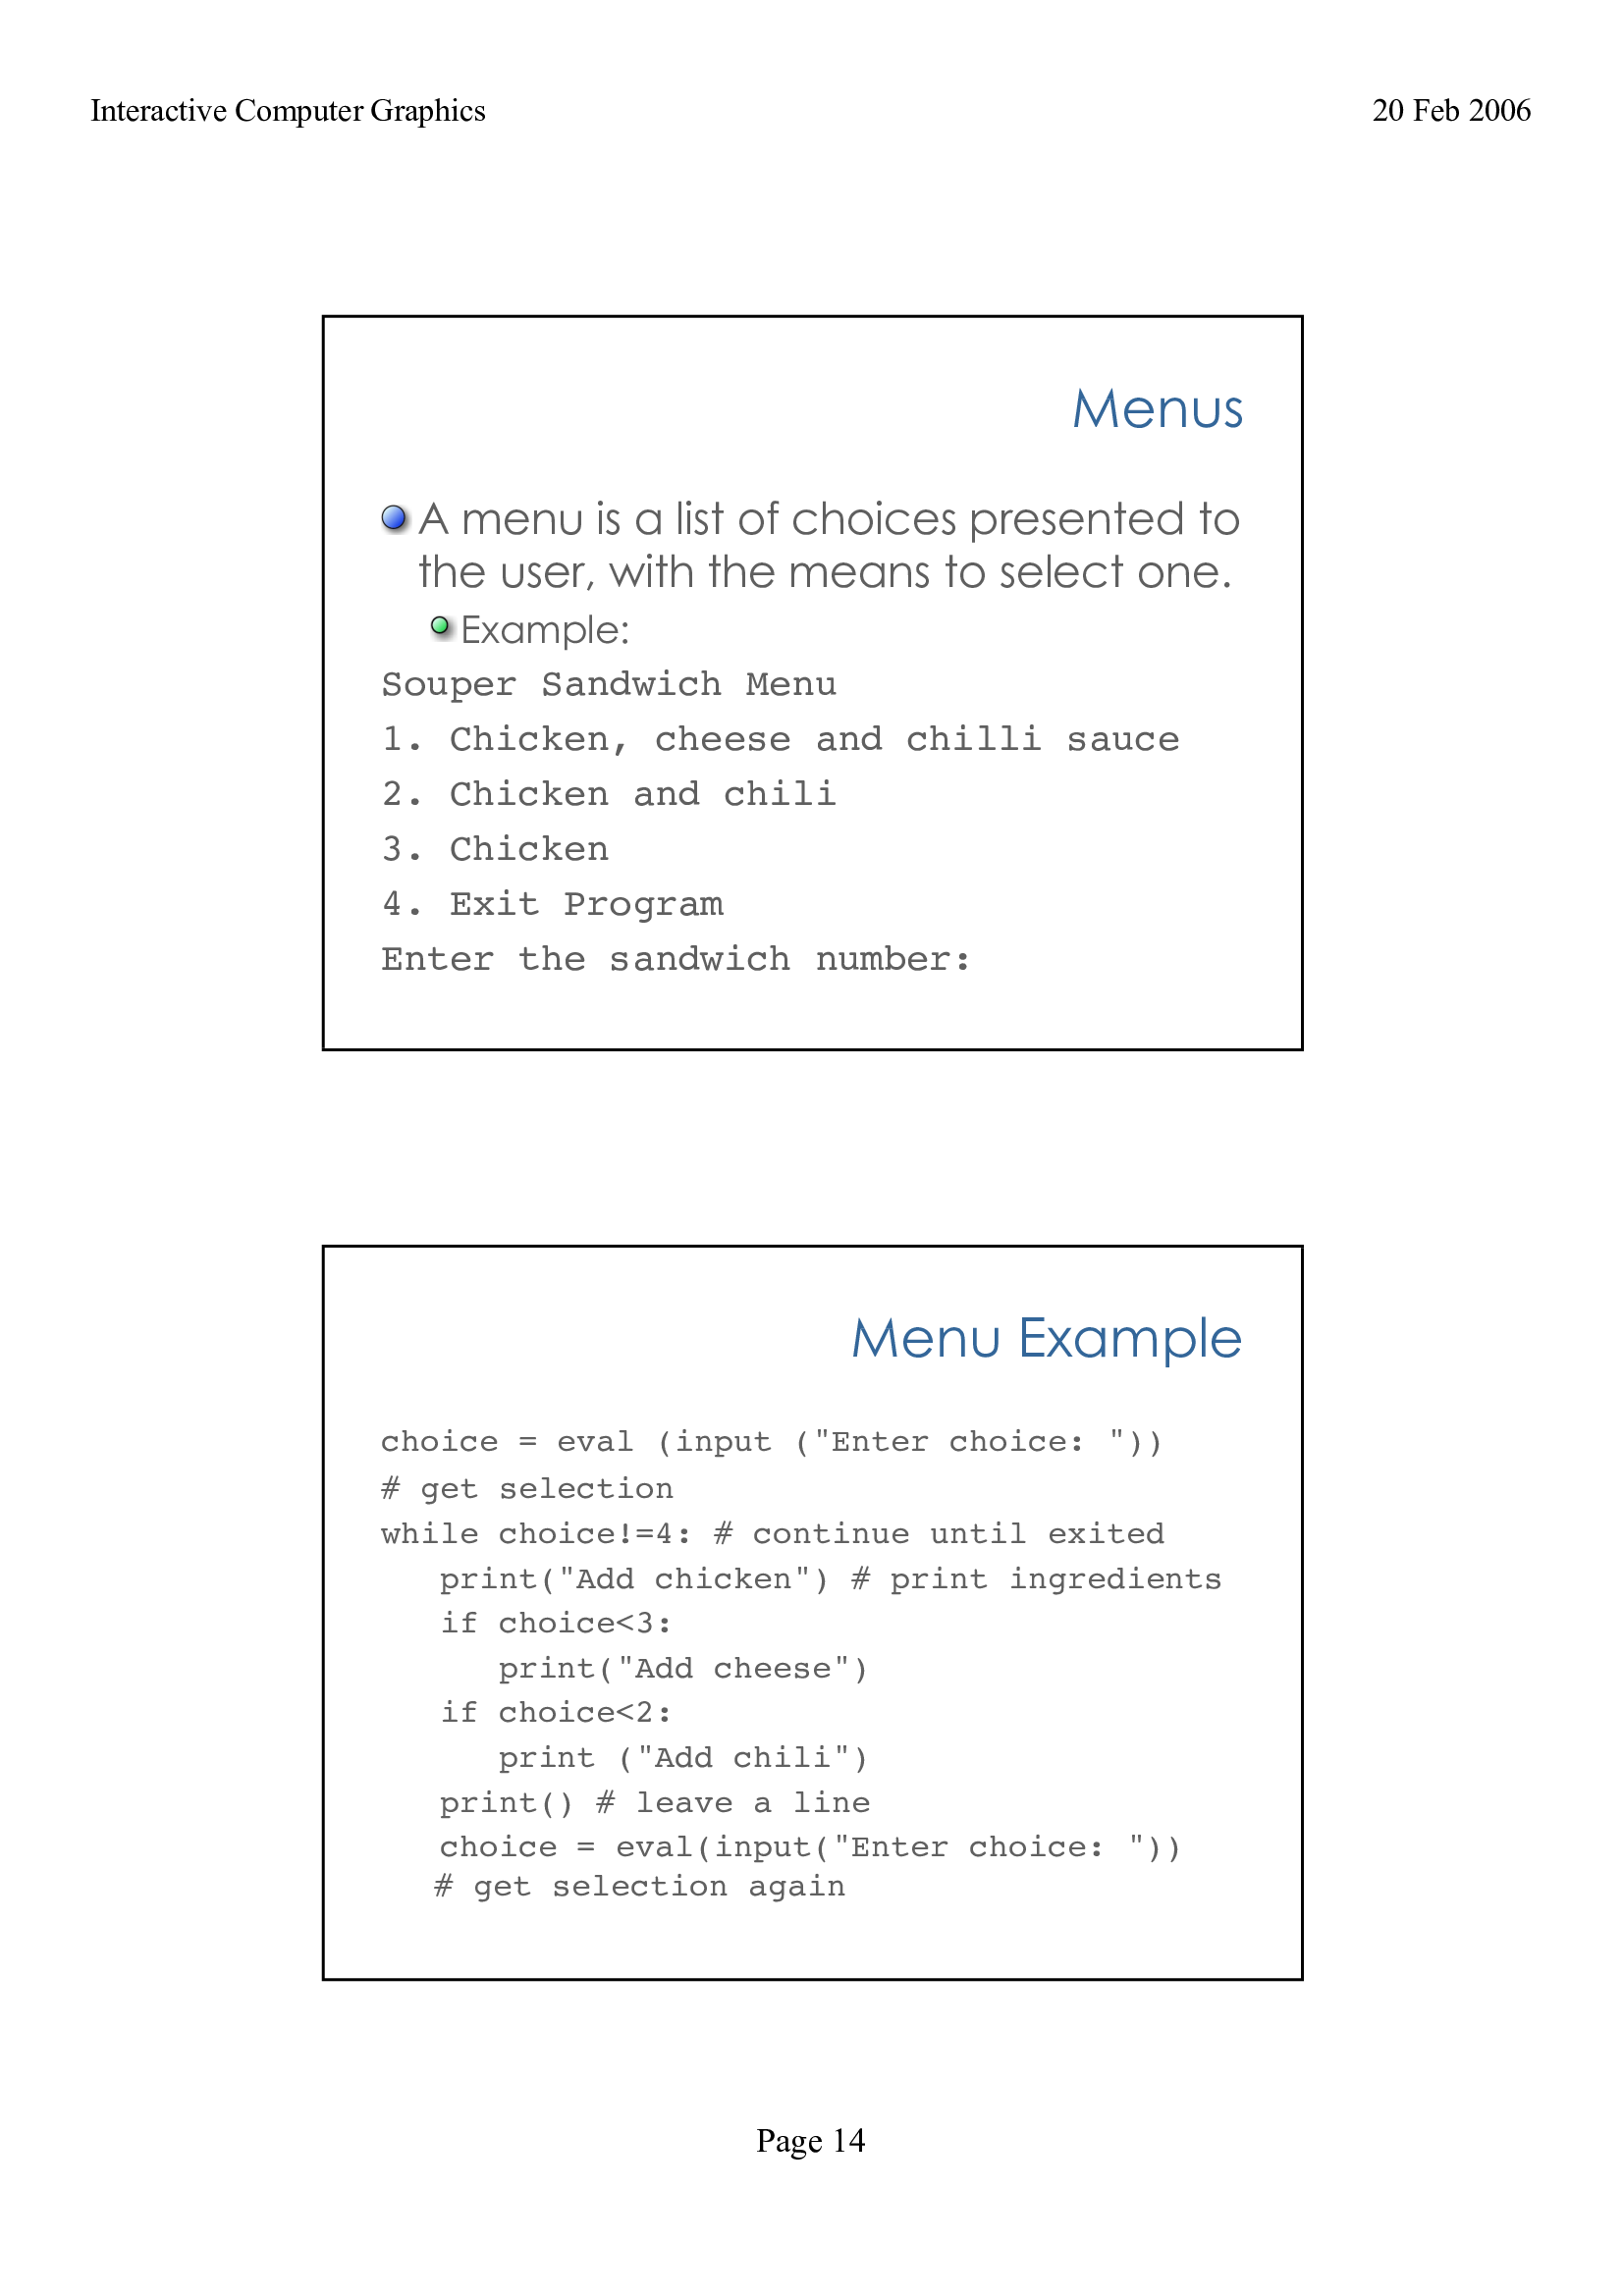 Interactive Computer Graphics 20 Feb 2006
Menus
A menu is a list of choices presented to
the user, with the means to select one.
Example:
Souper Sandwich Menu
1. Chicken, cheese and chilli sauce
2. Chicken and chili
3. Chicken
4. Exit Program
Enter the sandwich number:
Menu Example
choice = eval (input ("Enter choice: "))
# get selection
while choice!=4: # continue until exited
   print("Add chicken") # print ingredients
   if choice<3:
      print("Add cheese")
   if choice<2:
      print ("Add chili")
   print() # leave a line
   choice = eval(input("Enter choice: "))
   # get selection again
Page 14